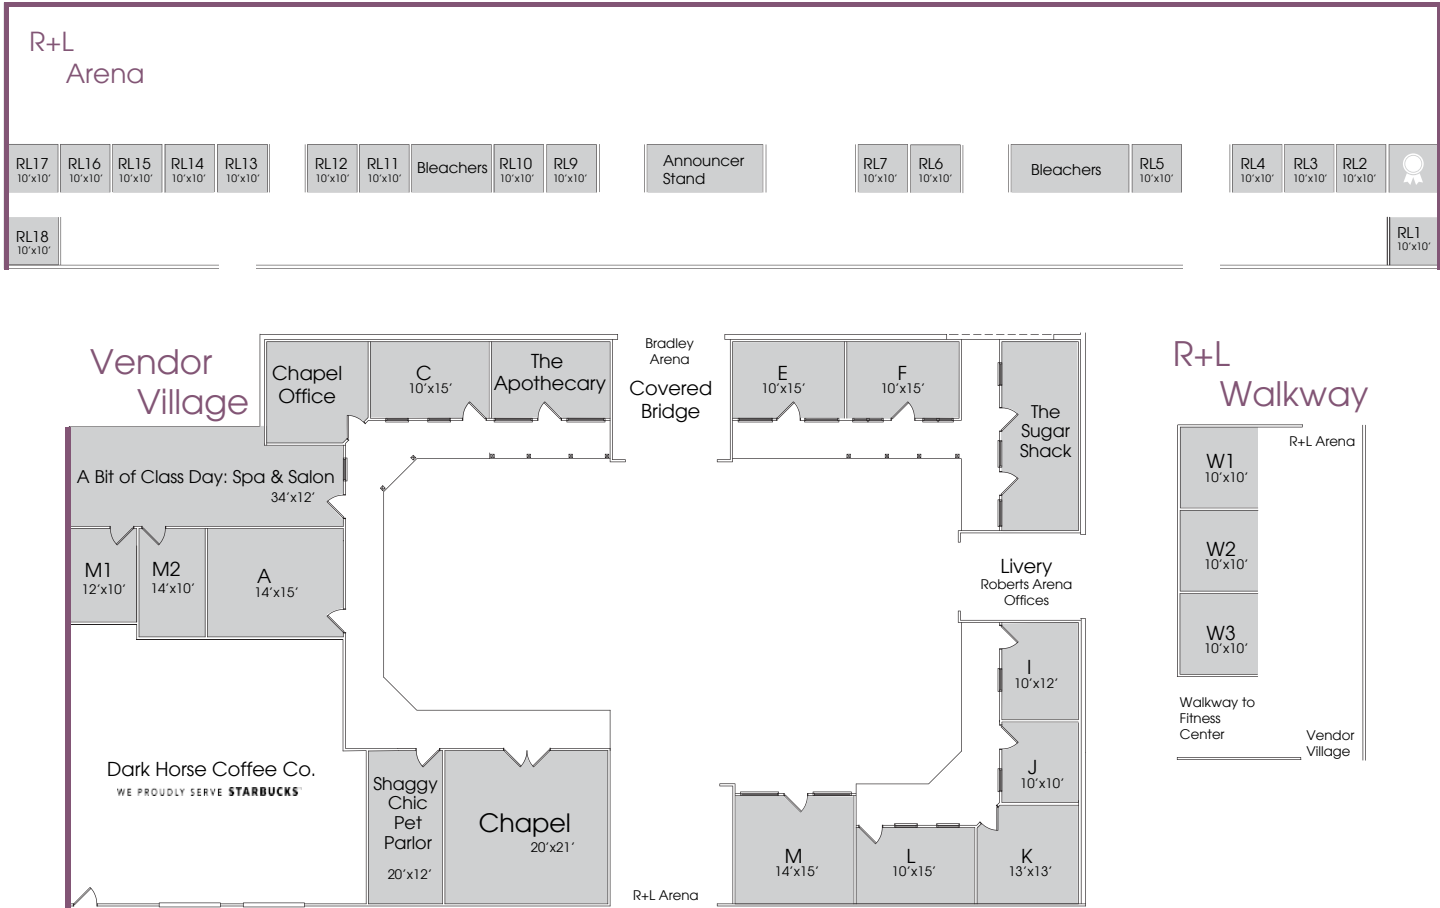 R+L
Arena
RL17
10'x10'
RL16
10'x10'
RL15
10'x10'
RL14
10'x10'
RL13
10'x10'
RL12
10'x10'
RL11
10'x10'
Bleachers
RL10
10'x10'
RL9
10'x10'
Announcer
Stand
RL7
10'x10'
RL6
10'x10'
Bleachers
RL5
10'x10'
RL4
10'x10'
RL3
10'x10'
RL2
10'x10'
RL18
10'x10'
RL1
10'x10'
Vendor
Village
Chapel
Office
C
10'x15'
The
Apothecary
Bradley
Arena
Covered
Bridge
E
10'x15'
F
10'x15'
The
Sugar
Shack
A Bit of Class Day: Spa & Salon
34'x12'
M1
12'x10'
M2
14'x10'
A
14'x15'
Livery
Roberts Arena
Offices
I
10'x12'
J
10'x10'
Dark Horse Coffee Co.
WE PROUDLY SERVE STARBUCKS
Shaggy
Chic
Pet
Parlor
20'x12'
Chapel
20'x21'
R+L Arena
M
14'x15'
L
10'x15'
K
13'x13'
R+L
Walkway
R+L Arena
W1
10'x10'
W2
10'x10'
W3
10'x10'
Walkway to
Fitness
Center
Vendor
Village